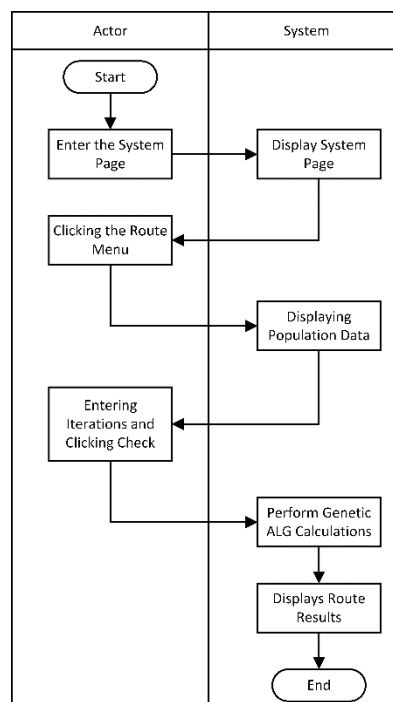 Actor
System
Start
Enter the System
Page
Display System
Page
Clicking the Route
Menu
Displaying
Population Data
Entering
Iterations and
Clicking Check
Perform Genetic
ALG Calculations
Displays Route
Results
End